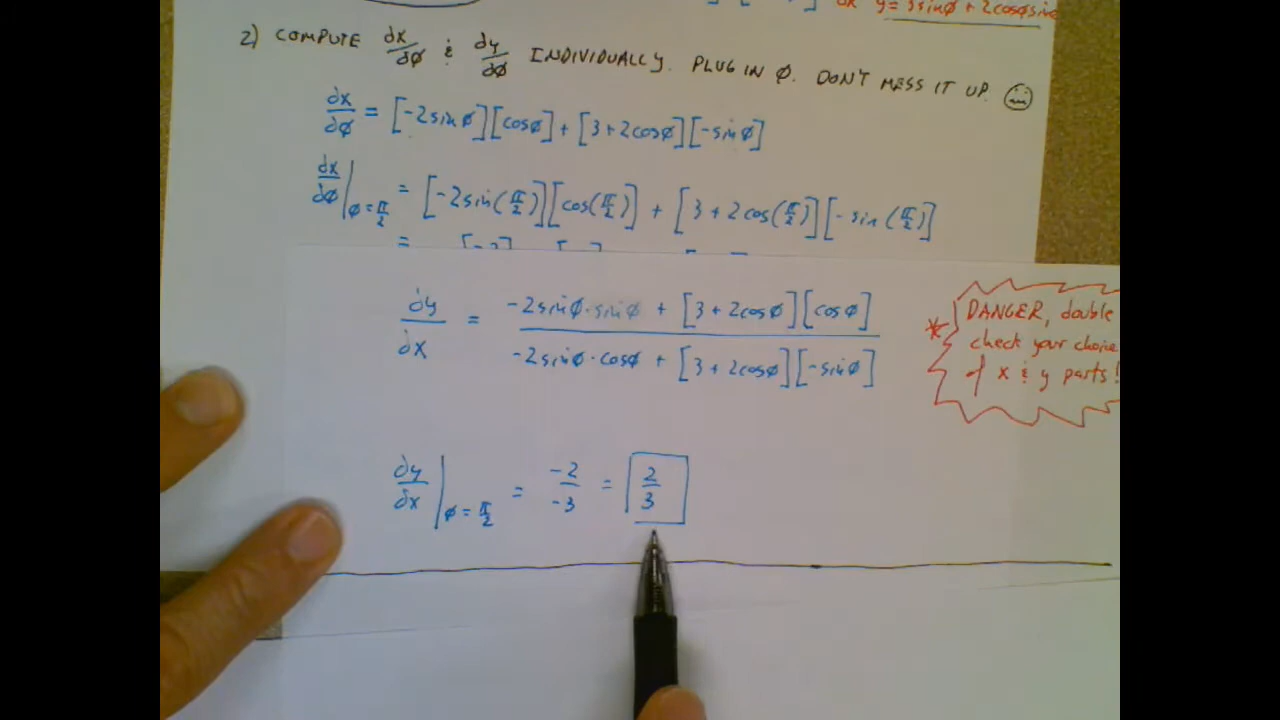 y = 3sinφ + 2cosφsin
2) COMPUTE dx/dφ & dy/dφ INDIVIDUALLY. PLUG IN φ. DON'T MESS IT UP.
dx/dφ = [-2sinφ][cosφ] + [3+2cosφ][-sinφ]
dx/dφ|φ=π/2 = [-2sin(π/2)][cos(π/2)] + [3+2cos(π/2)][-sin(π/2)]
=
dy/dx = -2sinφ·sinφ + [3+2cosφ][cosφ] / -2sinφ·cosφ + [3+2cosφ][-sinφ]
* DANGER, double
check your choice
of x & y parts!
dy/dx|φ=π/2 = -2/-3 = 2/3